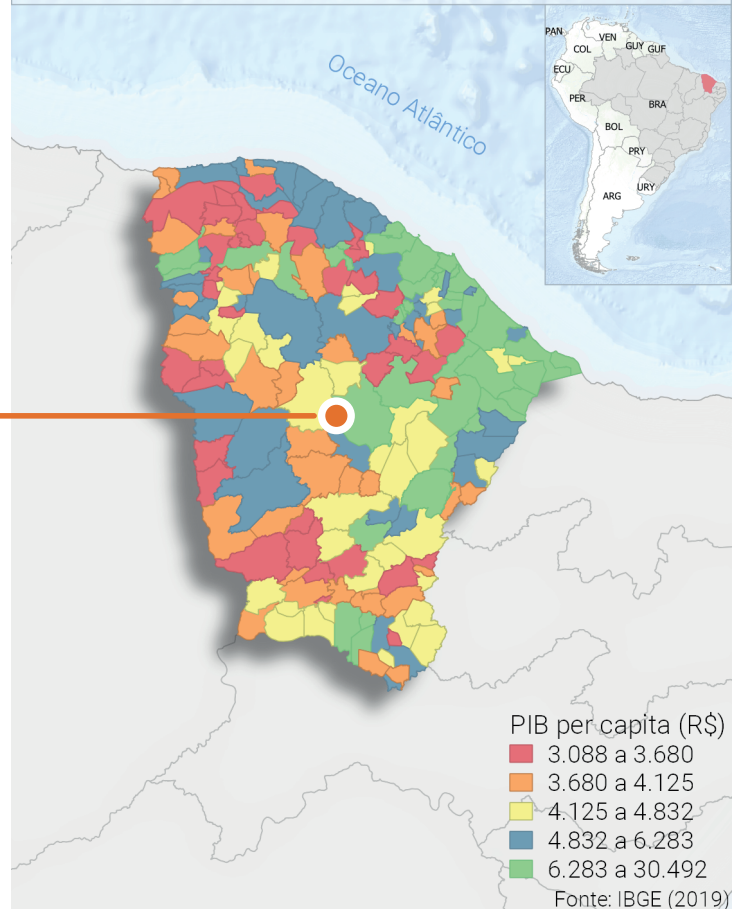 Oceano Atlântico
PAN
VEN
COL
GUY
GUF
ECU
PER
BRA
BOL
PRY
ARG
URY
PIB per capita (R$)
3.088 a 3.680
3.680 a 4.125
4.125 a 4.832
4.832 a 6.283
6.283 a 30.492
Fonte: IBGE (2019)